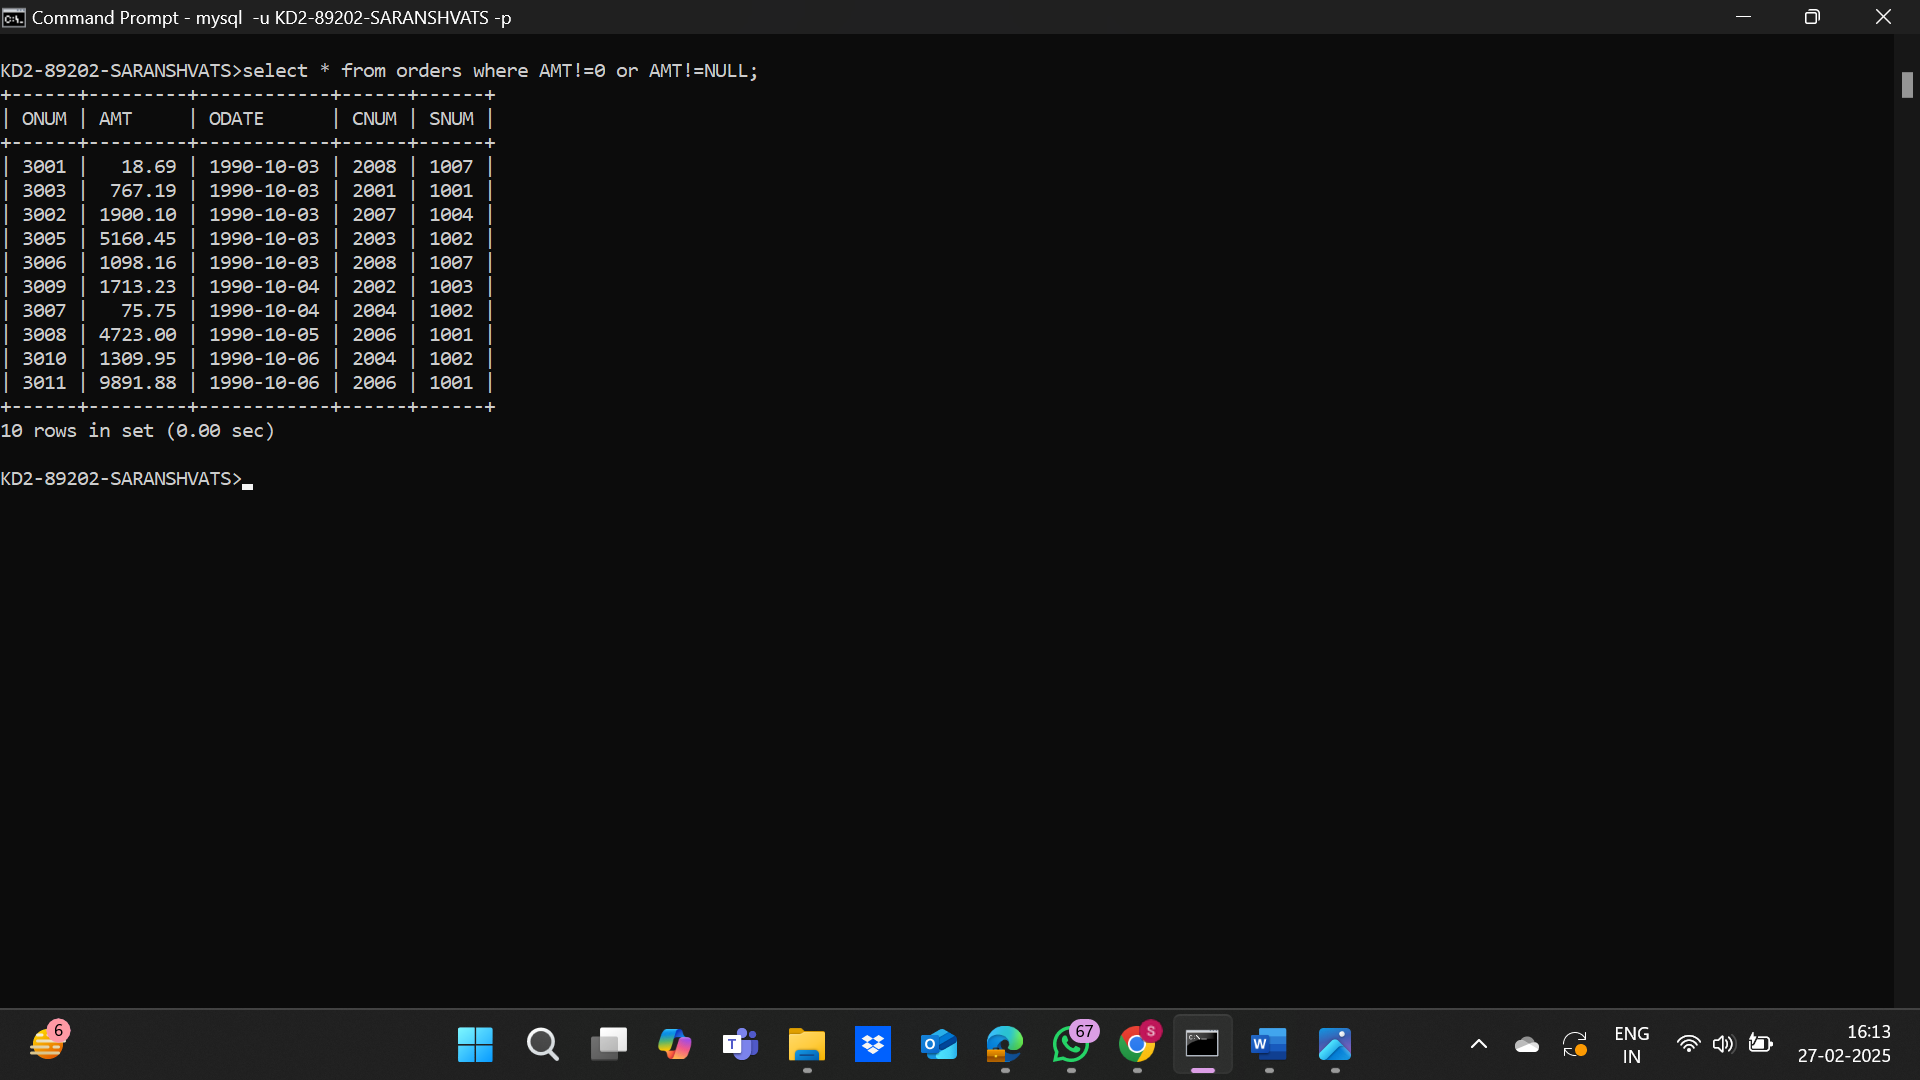 Command Prompt - mysql  -u KD2-89202-SARANSHVATS -p
KD2-89202-SARANSHVATS>select * from orders where AMT!=0 or AMT!=NULL;
+------+---------+------------+------+------+
| ONUM | AMT     | ODATE      | CNUM | SNUM |
+------+---------+------------+------+------+
| 3001 |   18.69 | 1990-10-03 | 2008 | 1007 |
| 3003 |  767.19 | 1990-10-03 | 2001 | 1001 |
| 3002 | 1900.10 | 1990-10-03 | 2007 | 1004 |
| 3005 | 5160.45 | 1990-10-03 | 2003 | 1002 |
| 3006 | 1098.16 | 1990-10-03 | 2008 | 1007 |
| 3009 | 1713.23 | 1990-10-04 | 2002 | 1003 |
| 3007 |   75.75 | 1990-10-04 | 2004 | 1002 |
| 3008 | 4723.00 | 1990-10-05 | 2006 | 1001 |
| 3010 | 1309.95 | 1990-10-06 | 2004 | 1002 |
| 3011 | 9891.88 | 1990-10-06 | 2006 | 1001 |
+------+---------+------------+------+------+
10 rows in set (0.00 sec)
KD2-89202-SARANSHVATS>
6
67
S
ENG
IN
16:13
27-02-2025